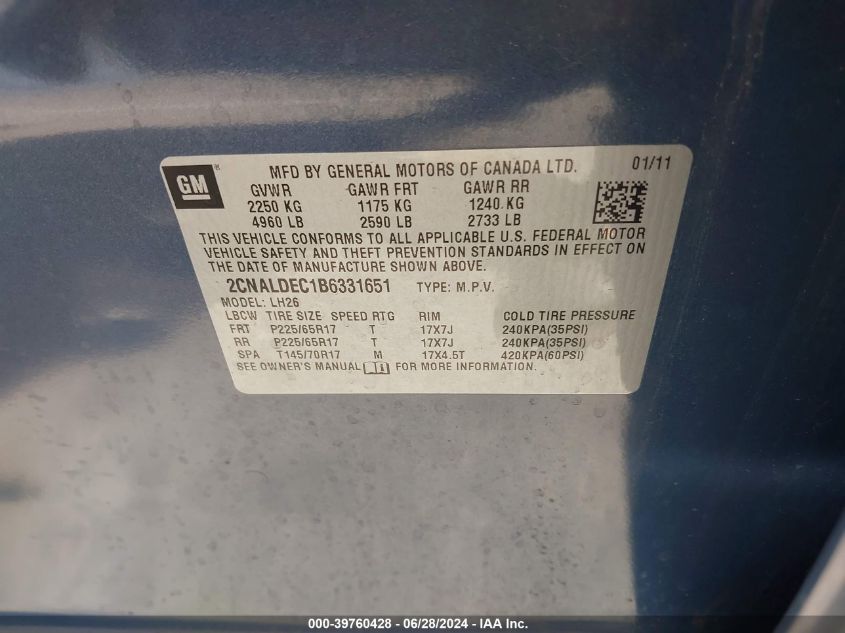 GM
MFD BY GENERAL MOTORS OF CANADA LTD. 01/11
GVWR GAWR FRT GAWR RR
2250 KG 1175 KG 1240 KG
4960 LB 2590 LB 2733 LB
THIS VEHICLE CONFORMS TO ALL APPLICABLE U.S. FEDERAL MOTOR
VEHICLE SAFETY AND THEFT PREVENTION STANDARDS IN EFFECT ON
THE DATE OF MANUFACTURE SHOWN ABOVE.
2CNALDEC1B6331651 TYPE: M.P.V.
MODEL: LH26
LBCW TIRE SIZE SPEED RTG RIM COLD TIRE PRESSURE
FRT P225/65R17 T 17X7J 240KPA(35PSI)
RR P225/65R17 T 17X7J 240KPA(35PSI)
SPA T145/70R17 M 17X4.5T 420KPA(60PSI)
SEE OWNER'S MANUAL FOR MORE INFORMATION.
000-39760428 - 06/28/2024 - IAA Inc.